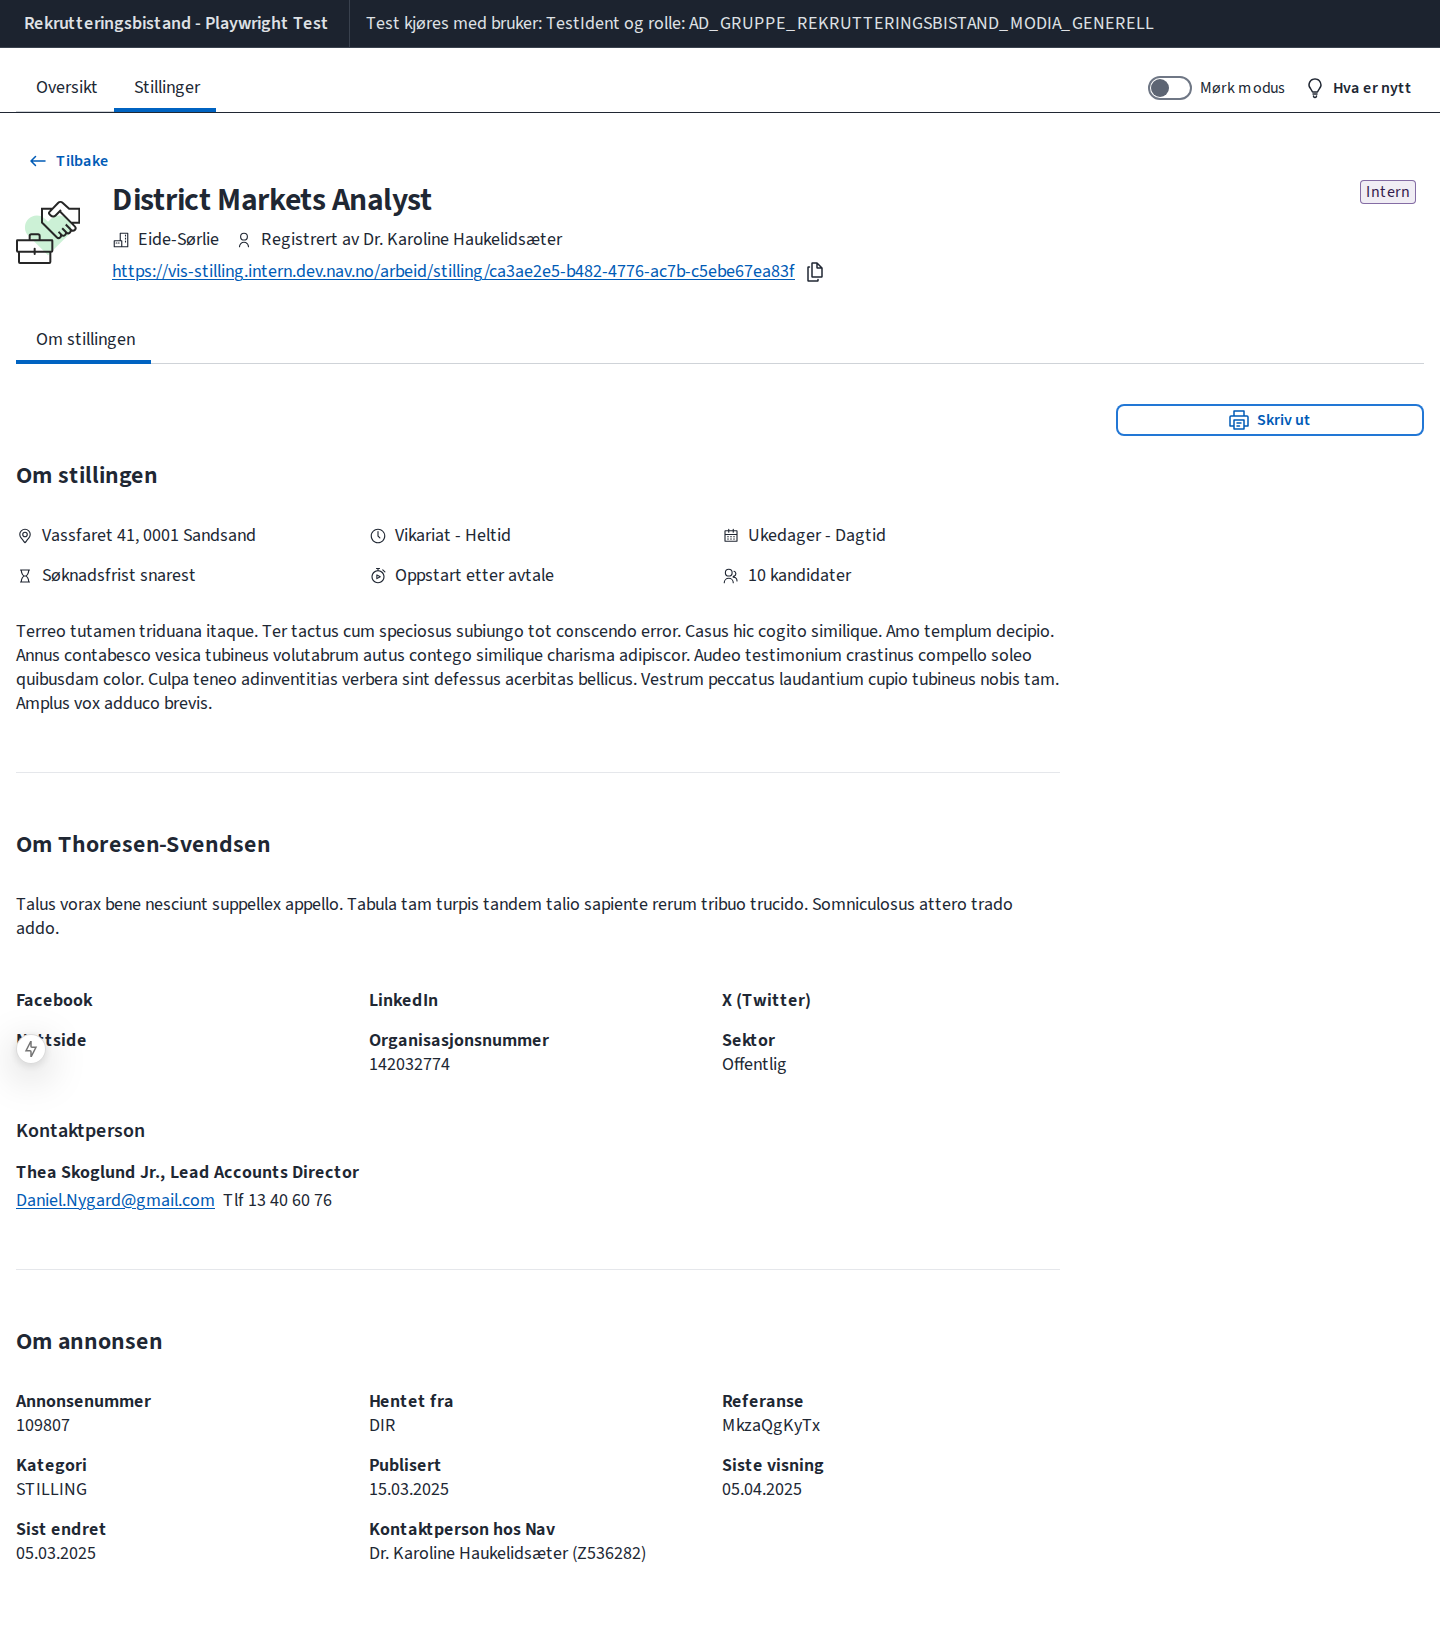 Rekrutteringsbistand - Playwright Test
Test kjøres med bruker: TestIdent og rolle: AD_GRUPPE_REKRUTTERINGSBISTAND_MODIA_GENERELL
Oversikt
Stillinger
Mørk modus
Hva er nytt
Tilbake
District Markets Analyst
Intern
Eide-Sørlie
Registrert av Dr. Karoline Haukelidsæter
https://vis-stilling.intern.dev.nav.no/arbeid/stilling/ca3ae2e5-b482-4776-ac7b-c5ebe67ea83f
Om stillingen
Skriv ut
Om stillingen
Vassfaret 41, 0001 Sandsand
Vikariat - Heltid
Ukedager - Dagtid
Søknadsfrist snarest
Oppstart etter avtale
10 kandidater
Terreo tutamen triduana itaque. Ter tactus cum speciosus subiungo tot conscendo error. Casus hic cogito similique. Amo templum decipio.
Annus contabesco vesica tubineus volutabrum autus contego similique charisma adipiscor. Audeo testimonium crastinus compello soleo
quibusdam color. Culpa teneo adinventitias verbera sint defessus acerbitas bellicus. Vestrum peccatus laudantium cupio tubineus nobis tam.
Amplus vox adduco brevis.
Om Thoresen-Svendsen
Talus vorax bene nesciunt suppellex appello. Tabula tam turpis tandem talio sapiente rerum tribuo trucido. Somniculosus attero trado
addo.
Facebook
LinkedIn
X (Twitter)
Organisasjonsnummer
142032774
Sektor
Offentlig
Kontaktperson
Thea Skoglund Jr., Lead Accounts Director
Daniel.Nygard@gmail.com Tlf 13 40 60 76
Om annonsen
Annonsenummer
109807
Hentet fra
DIR
Referanse
MkzaQgKyTx
Kategori
STILLING
Publisert
15.03.2025
Siste visning
05.04.2025
Sist endret
05.03.2025
Kontaktperson hos Nav
Dr. Karoline Haukelidsæter (Z536282)